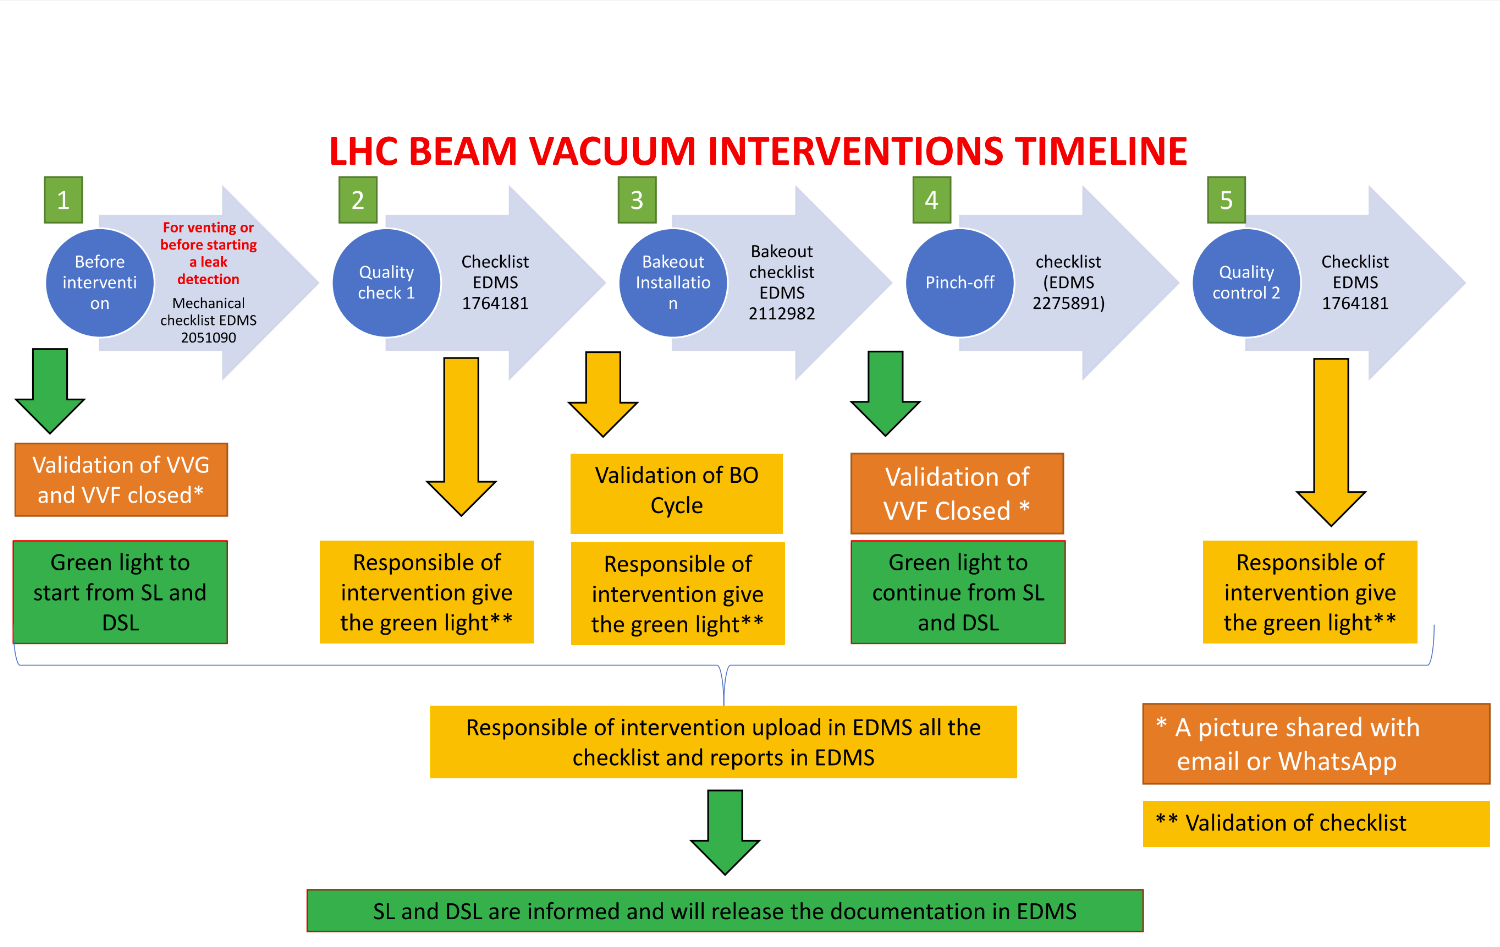 LHC BEAM VACUUM INTERVENTIONS TIMELINE
1
Before
interventi
on
For venting or
before starting
a leak
detection
Mechanical
checklist EDMS
2051090
2
Quality
check 1
Checklist
EDMS
1764181
3
Bakeout
Installatio
n
Bakeout
checklist
EDMS
2112982
4
Pinch-off
checklist
(EDMS
2275891)
5
Quality
control 2
Checklist
EDMS
1764181
Validation of VVG
and VVF closed*
Green light to
start from SL and
DSL
Responsible of
intervention give
the green light**
Validation of BO
Cycle
Responsible of
intervention give
the green light**
Validation of
VVF Closed *
Green light to
continue from SL
and DSL
Responsible of
intervention give
the green light**
Responsible of intervention upload in EDMS all the
checklist and reports in EDMS
* A picture shared with
email or WhatsApp
** Validation of checklist
SL and DSL are informed and will release the documentation in EDMS